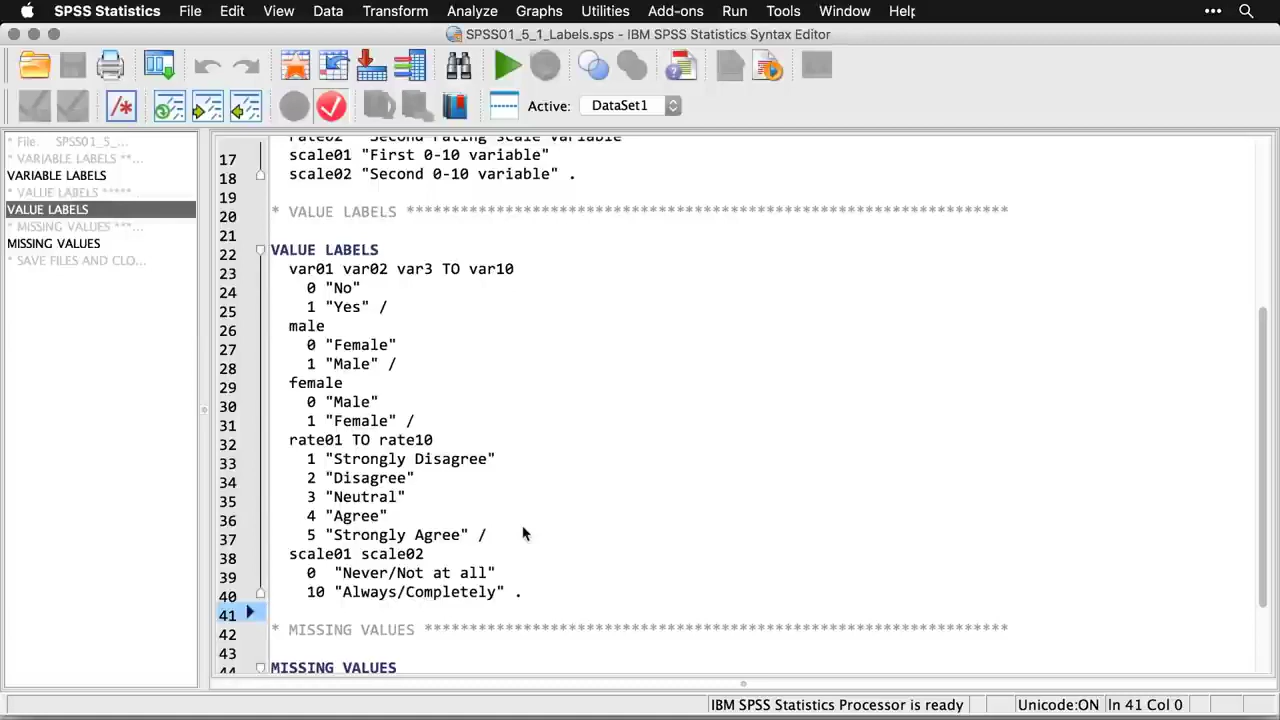 SPSS Statistics File Edit View Data Transform Analyze Graphs Utilities Add-ons Run Tools Window Help
SPSS01_5_1_Labels.sps - IBM SPSS Statistics Syntax Editor
Active: DataSet1
* File. SPSS01_5_...
* VARIABLE LABELS **...
VARIABLE LABELS
* VALUE LABELS *****...
VALUE LABELS
* MISSING VALUES ***...
MISSING VALUES
* SAVE FILES AND CLO...
rate02 "Second rating scale variable"
17 scale01 "First 0-10 variable"
18 scale02 "Second 0-10 variable" .
19
20 * VALUE LABELS *******************************************************************
21
22 VALUE LABELS
23 var01 var02 var3 TO var10
24 0 "No"
25 1 "Yes" /
26 male
27 0 "Female"
28 1 "Male" /
29 female
30 0 "Male"
31 1 "Female" /
32 rate01 TO rate10
33 1 "Strongly Disagree"
34 2 "Disagree"
35 3 "Neutral"
36 4 "Agree"
37 5 "Strongly Agree" /
38 scale01 scale02
39 0 "Never/Not at all"
40 10 "Always/Completely" .
41
42 * MISSING VALUES *****************************************************************
43
44 MISSING VALUES
IBM SPSS Statistics Processor is ready Unicode:ON In 41 Col 0